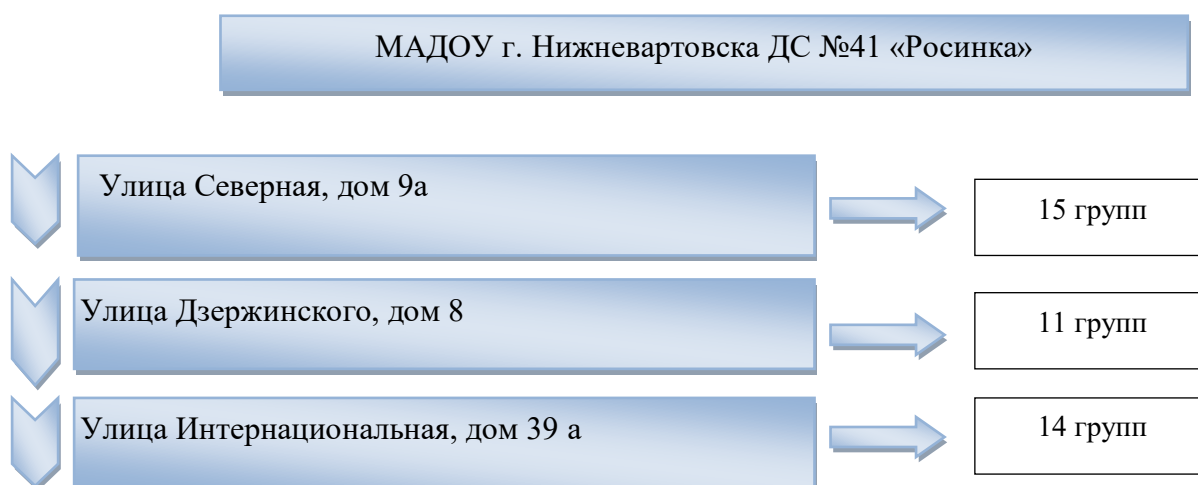 МАДОУ г. Нижневартовска ДС №41 «Росинка»
Улица Северная, дом 9а
15 групп
Улица Дзержинского, дом 8
11 групп
Улица Интернациональная, дом 39 а
14 групп